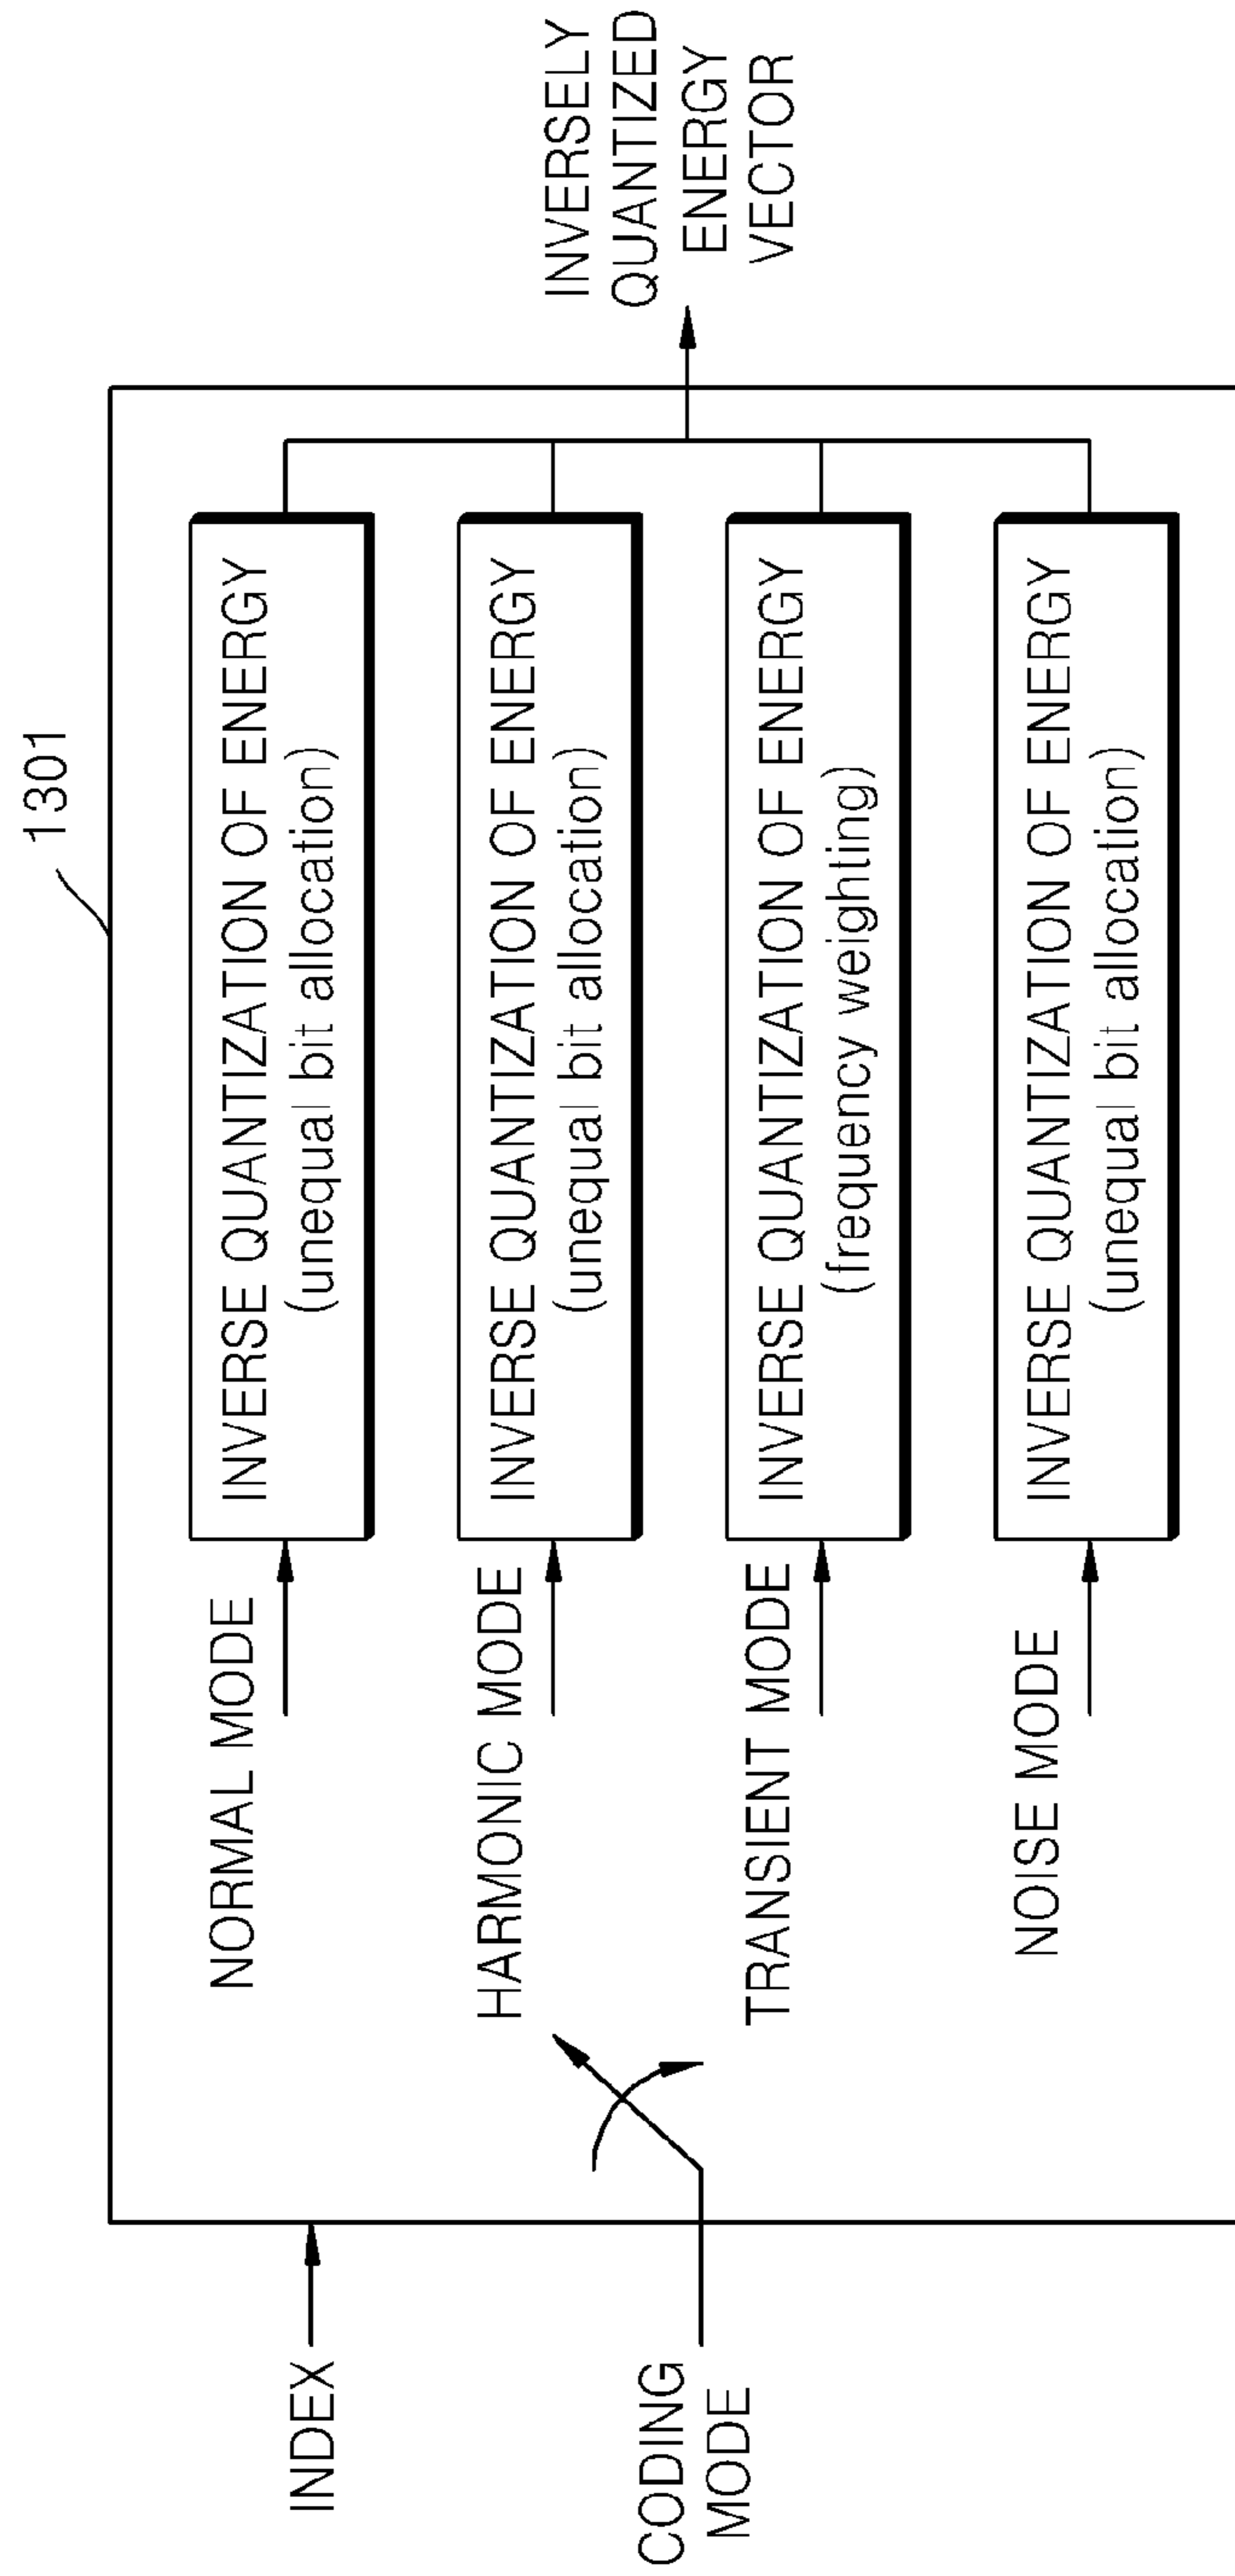 1301
INDEX
CODING
MODE
NORMAL MODE
INVERSE QUANTIZATION OF ENERGY
(unequal bit allocation)
HARMONIC MODE
INVERSE QUANTIZATION OF ENERGY
(unequal bit allocation)
TRANSIENT MODE
INVERSE QUANTIZATION OF ENERGY
(frequency weighting)
NOISE MODE
INVERSE QUANTIZATION OF ENERGY
(unequal bit allocation)
INVERSELY
QUANTIZED
ENERGY
VECTOR